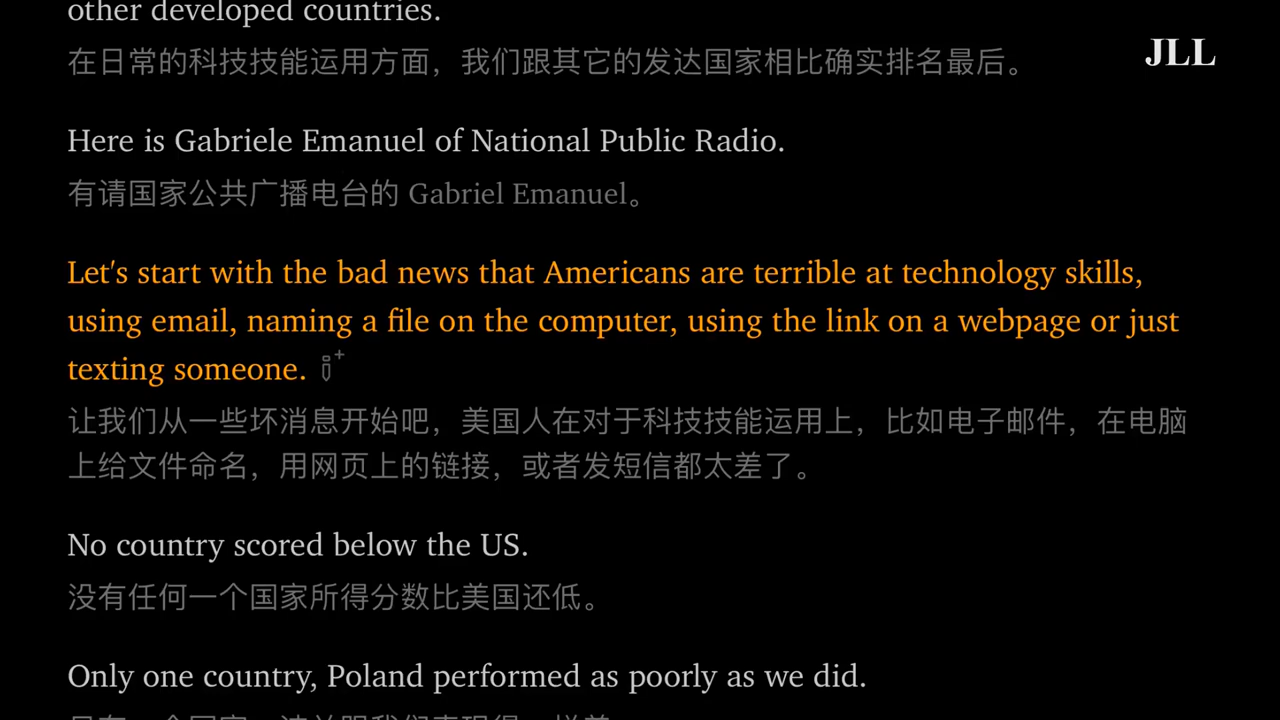 other developed countries.
在日常的科技技能运用方面，我们跟其它的发达国家相比确实排名最后。
JLL
Here is Gabriele Emanuel of National Public Radio.
有请国家公共广播电台的 Gabriel Emanuel。
Let's start with the bad news that Americans are terrible at technology skills,
using email, naming a file on the computer, using the link on a webpage or just
texting someone.
让我们从一些坏消息开始吧，美国人在对于科技技能运用上，比如电子邮件，在电脑
上给文件命名，用网页上的链接，或者发短信都太差了。
No country scored below the US.
没有任何一个国家所得分数比美国还低。
Only one country, Poland performed as poorly as we did.